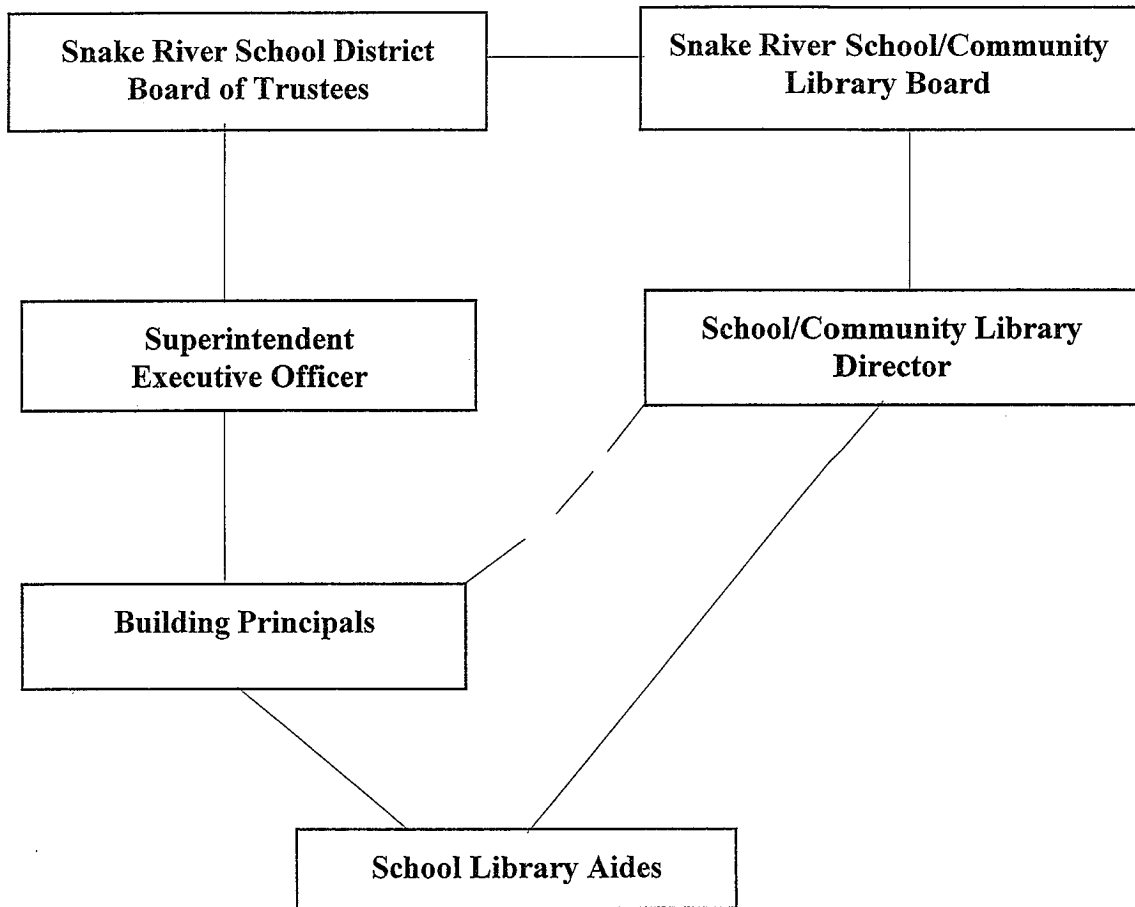 Snake River School District
Board of Trustees
Snake River School/Community
Library Board
Superintendent
Executive Officer
School/Community Library
Director
Building Principals
School Library Aides